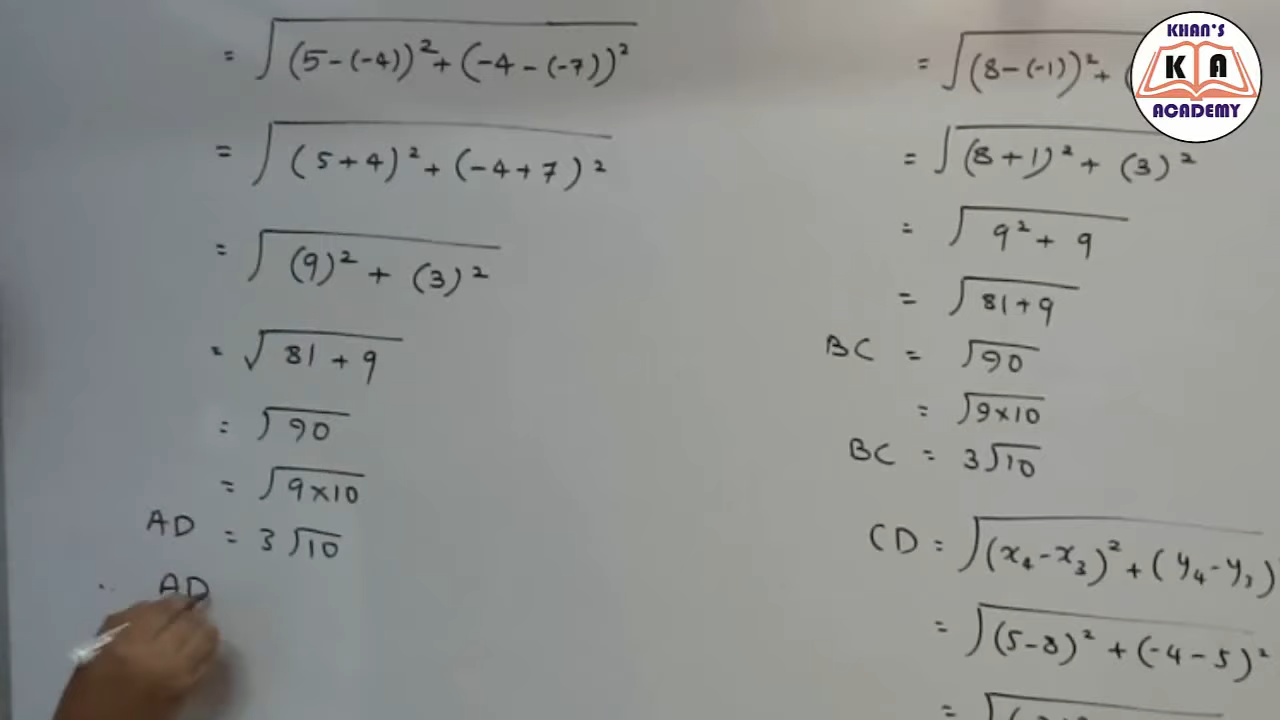 = √(5-(-4))² + (-4-(-7))²
= √(5+4)² + (-4+7)²
= √(9)² + (3)²
= √81 + 9
= √90
= √9×10
AD = 3√10
∴ AD
= √(8-(-1))² + (
= √(8+1)² + (3)²
= √9² + 9
= √81+9
BC = √90
= √9×10
BC = 3√10
CD = √(x₄-x₃)² + (y₄-y₃)
= √(5-8)² + (-4-5)²
= √(
KHAN'S
K A
ACADEMY